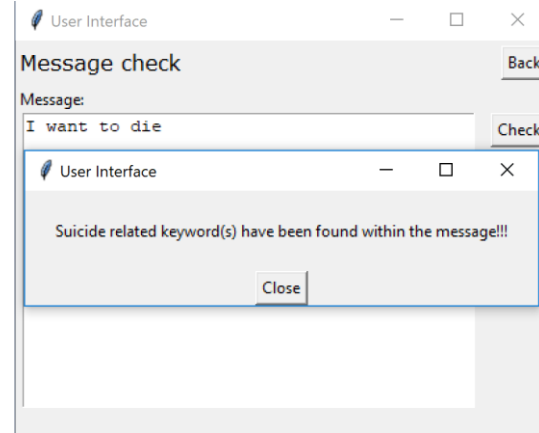 User Interface
Message check
Back
Message:
I want to die
Check
User Interface
Suicide related keyword(s) have been found within the message!!!
Close